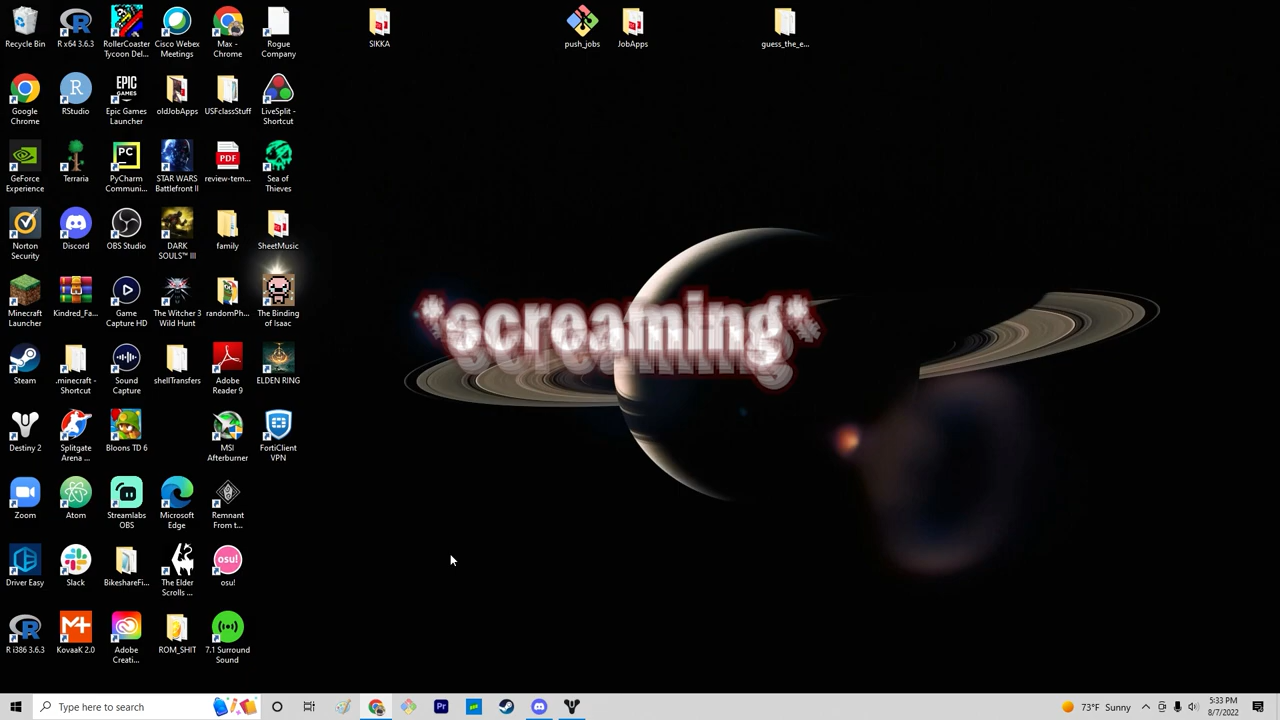 Recycle Bin
R x64 3.6.3
RollerCoaster Tycoon Del...
Cisco Webex Meetings
Max - Chrome
Rogue Company
SIKKA
push_jobs
JobApps
guess_the_e...
Google Chrome
RStudio
Epic Games Launcher
oldJobApps
USFclassStuff
LiveSplit - Shortcut
GeForce Experience
Terraria
PyCharm Communi...
STAR WARS Battlefront II
review-tem...
Sea of Thieves
Norton Security
Discord
OBS Studio
DARK SOULS™ III
family
SheetMusic
Minecraft Launcher
Kindred_Fa...
Game Capture HD
The Witcher 3 Wild Hunt
randomPh...
The Binding of Isaac
*screaming*
Steam
.minecraft - Shortcut
Sound Capture
shellTransfers
Adobe Reader 9
ELDEN RING
Destiny 2
Splitgate Arena ...
Bloons TD 6
MSI Afterburner
FortiClient VPN
Zoom
Atom
Streamlabs OBS
Microsoft Edge
Remnant From t...
Driver Easy
Slack
BikeshareFi...
The Elder Scrolls ...
osu!
R i386 3.6.3
KovaaK 2.0
Adobe Creati...
ROM_SHIT
7.1 Surround Sound
Type here to search
73°F Sunny
5:33 PM
8/7/2022